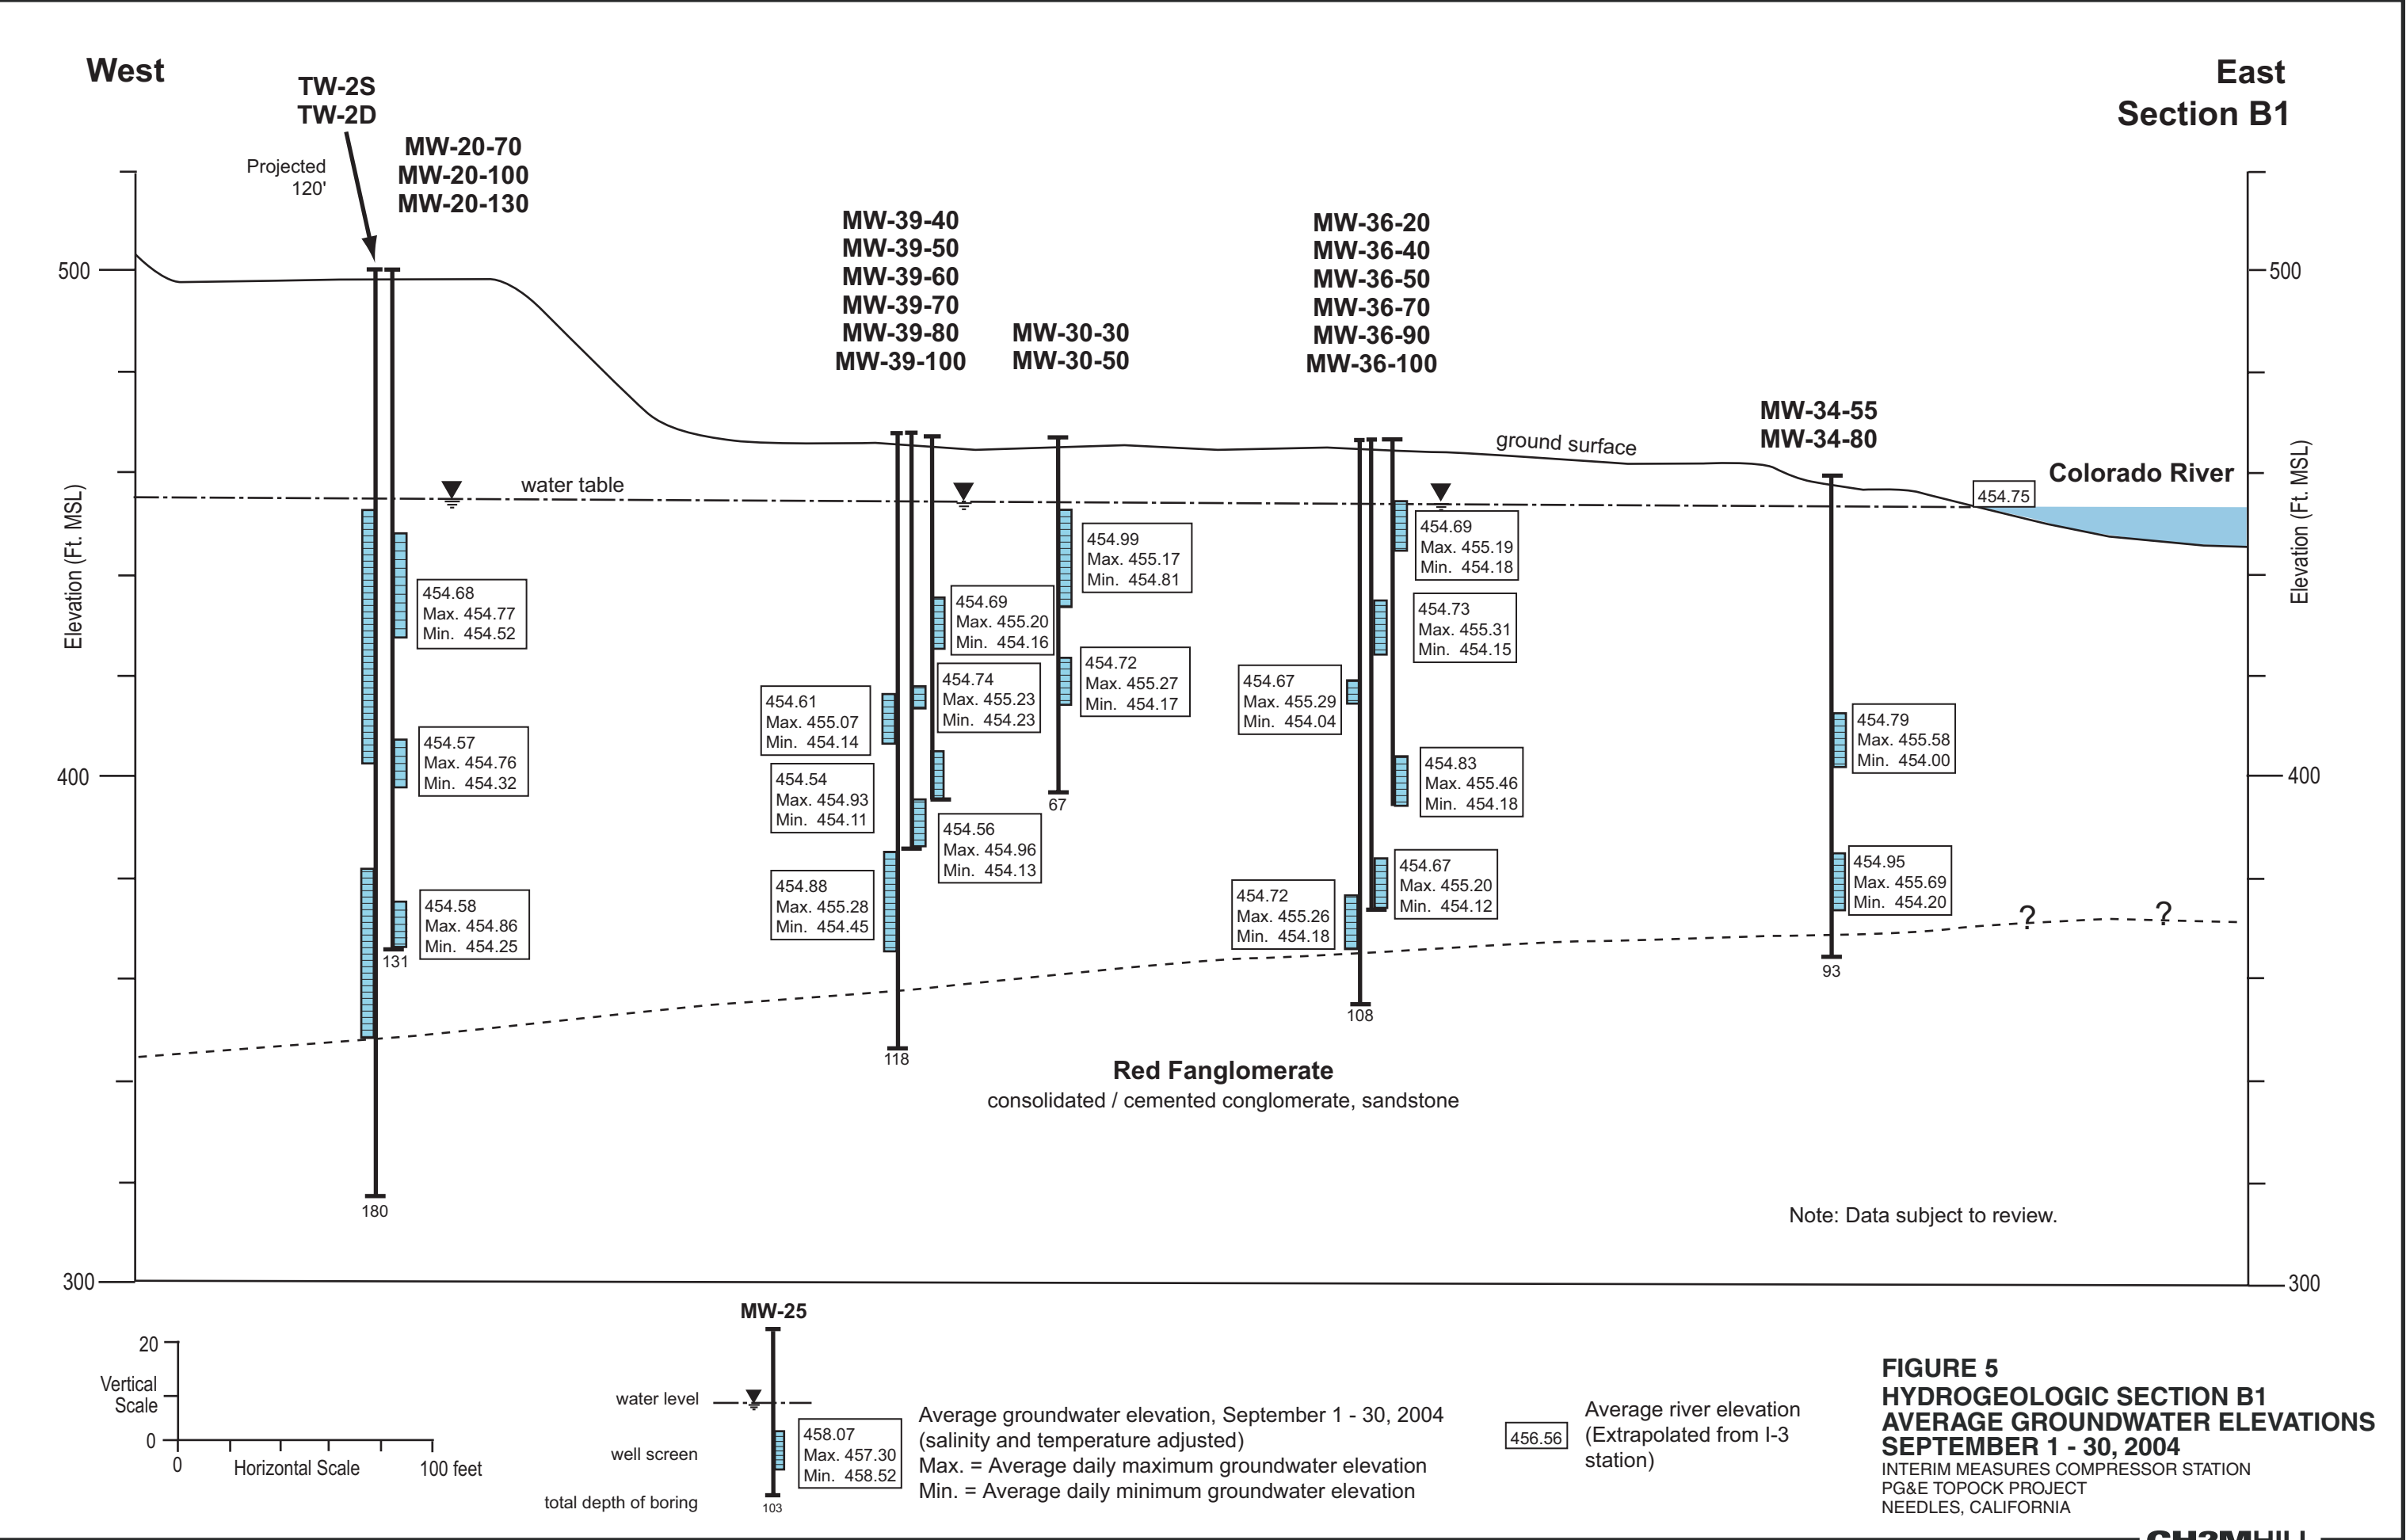 West
East
Section B1
TW-2S
TW-2D
Projected
120'
MW-20-70
MW-20-100
MW-20-130
MW-39-40
MW-39-50
MW-39-60
MW-39-70
MW-39-80
MW-39-100
MW-30-30
MW-30-50
MW-36-20
MW-36-40
MW-36-50
MW-36-70
MW-36-90
MW-36-100
MW-34-55
MW-34-80
Colorado River
ground surface
water table
500
400
300
Elevation (Ft. MSL)
500
400
300
Elevation (Ft. MSL)
454.75
454.68
Max. 454.77
Min. 454.52
454.57
Max. 454.76
Min. 454.32
454.58
Max. 454.86
Min. 454.25
131
180
454.61
Max. 455.07
Min. 454.14
454.54
Max. 454.93
Min. 454.11
454.88
Max. 455.28
Min. 454.45
454.69
Max. 455.20
Min. 454.16
454.74
Max. 455.23
Min. 454.23
454.56
Max. 454.96
Min. 454.13
118
454.99
Max. 455.17
Min. 454.81
454.72
Max. 455.27
Min. 454.17
67
454.67
Max. 455.29
Min. 454.04
454.72
Max. 455.26
Min. 454.18
454.69
Max. 455.19
Min. 454.18
454.73
Max. 455.31
Min. 454.15
454.83
Max. 455.46
Min. 454.18
454.67
Max. 455.20
Min. 454.12
108
454.79
Max. 455.58
Min. 454.00
454.95
Max. 455.69
Min. 454.20
93
?
?
Red Fanglomerate
consolidated / cemented conglomerate, sandstone
Note: Data subject to review.
20
Vertical
Scale
0
0
Horizontal Scale
100 feet
MW-25
water level
well screen
total depth of boring
458.07
Max. 457.30
Min. 458.52
103
Average groundwater elevation, September 1 - 30, 2004
(salinity and temperature adjusted)
Max. = Average daily maximum groundwater elevation
Min. = Average daily minimum groundwater elevation
456.56
Average river elevation
(Extrapolated from I-3
station)
FIGURE 5
HYDROGEOLOGIC SECTION B1
AVERAGE GROUNDWATER ELEVATIONS
SEPTEMBER 1 - 30, 2004
INTERIM MEASURES COMPRESSOR STATION
PG&E TOPOCK PROJECT
NEEDLES, CALIFORNIA
CH2MHILL